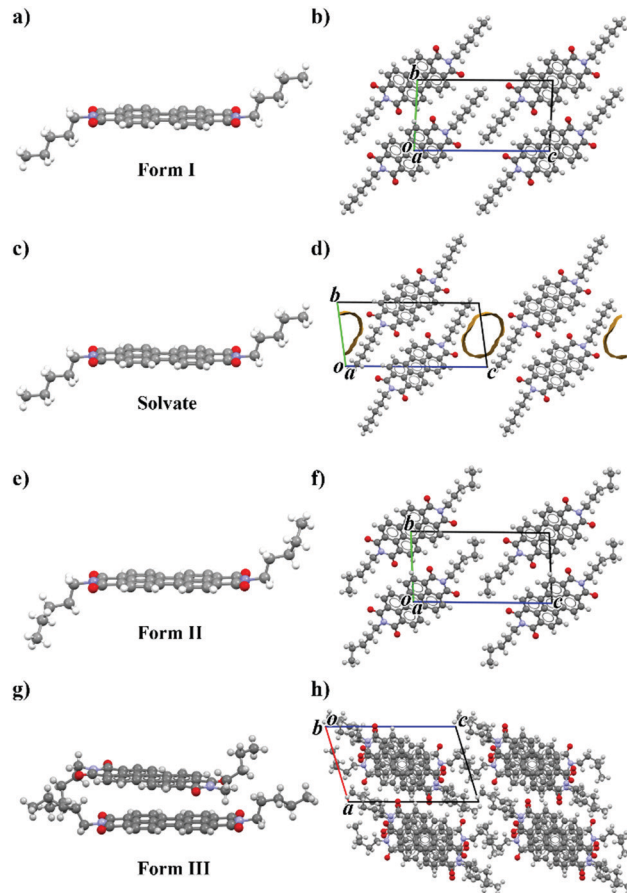 a)
b)
b
o
a
c
Form I
c)
d)
b
o
a
c
Solvate
e)
f)
b
o
a
c
Form II
g)
h)
b
o
c
a
Form III